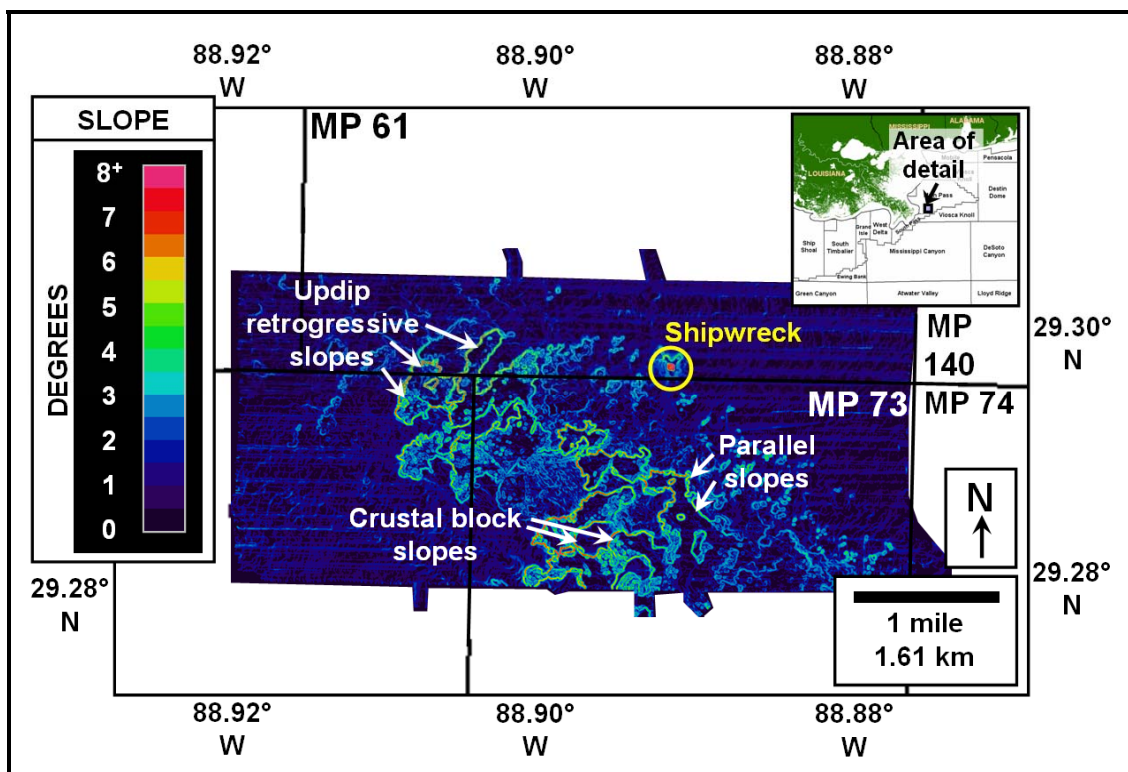 88.92°
W
88.90°
W
88.88°
W
SLOPE
DEGREES
8+
7
6
5
4
3
2
1
0
MP 61
MISSISSIPPI
ALABAMA
LOUISIANA
Area of
detail
Pensacola
Destin
Dome
Viosca Knoll
Grand
Isle
West
Delta
Ship
Shoal
South
Timbalier
Mississippi Canyon
DeSoto
Canyon
Ewing Bank
Green Canyon
Atwater Valley
Lloyd Ridge
Updip
retrogressive
slopes
Shipwreck
MP
140
29.30°
N
MP 73
MP 74
Parallel
slopes
Crustal block
slopes
N
29.28°
N
29.28°
N
1 mile
1.61 km
88.92°
W
88.90°
W
88.88°
W